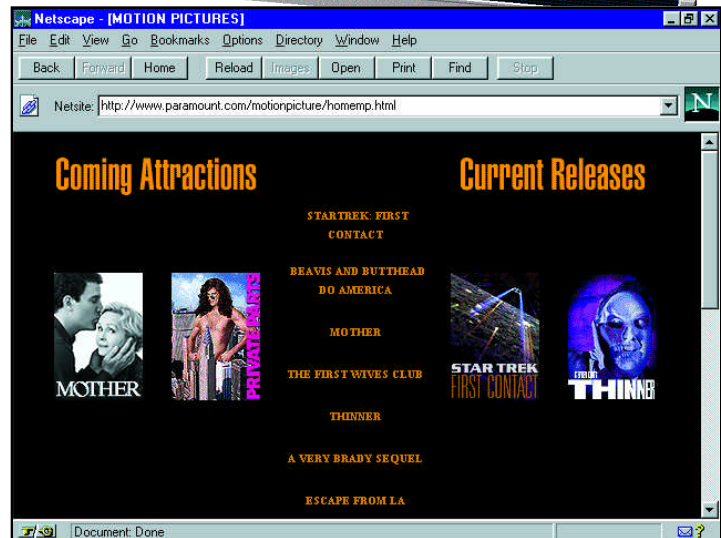 Netscape - [MOTION PICTURES]
File Edit View Go Bookmarks Options Directory Window Help
Back Forward Home Reload Images Open Print Find Stop
Netsite: http://www.paramount.com/motionpicture/homemp.html
N
Coming Attractions
Current Releases
STARTREK: FIRST
CONTACT
BEAVIS AND BUTTHEAD
DO AMERICA
MOTHER
THE FIRST WIVES CLUB
THINNER
A VERY BRADY SEQUEL
ESCAPE FROM LA
MOTHER
PRIVATE PARTS
STAR TREK
FIRST CONTACT
THINNER
Document: Done